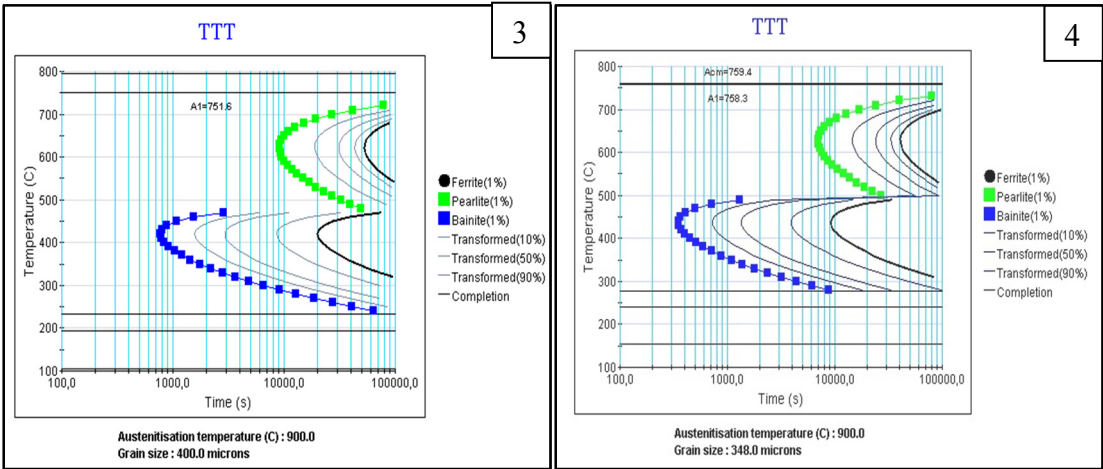 TTT
3
800
700
600
500
400
300
200
100
Temperature (C)
A1=751.6
100,0 1000,0 10000,0 100000,0
Time (s)
Ferrite(1%)
Pearlite(1%)
Bainite(1%)
Transformed(10%)
Transformed(50%)
Transformed(90%)
Completion
Austenitisation temperature (C) : 900.0
Grain size : 400.0 microns
TTT
4
800
700
600
500
400
300
200
100
Temperature (C)
Acm=759.4
A1=758.3
100,0 1000,0 10000,0 100000,0
Time (s)
Ferrite(1%)
Pearlite(1%)
Bainite(1%)
Transformed(10%)
Transformed(50%)
Transformed(90%)
Completion
Austenitisation temperature (C) : 900.0
Grain size : 348.0 microns